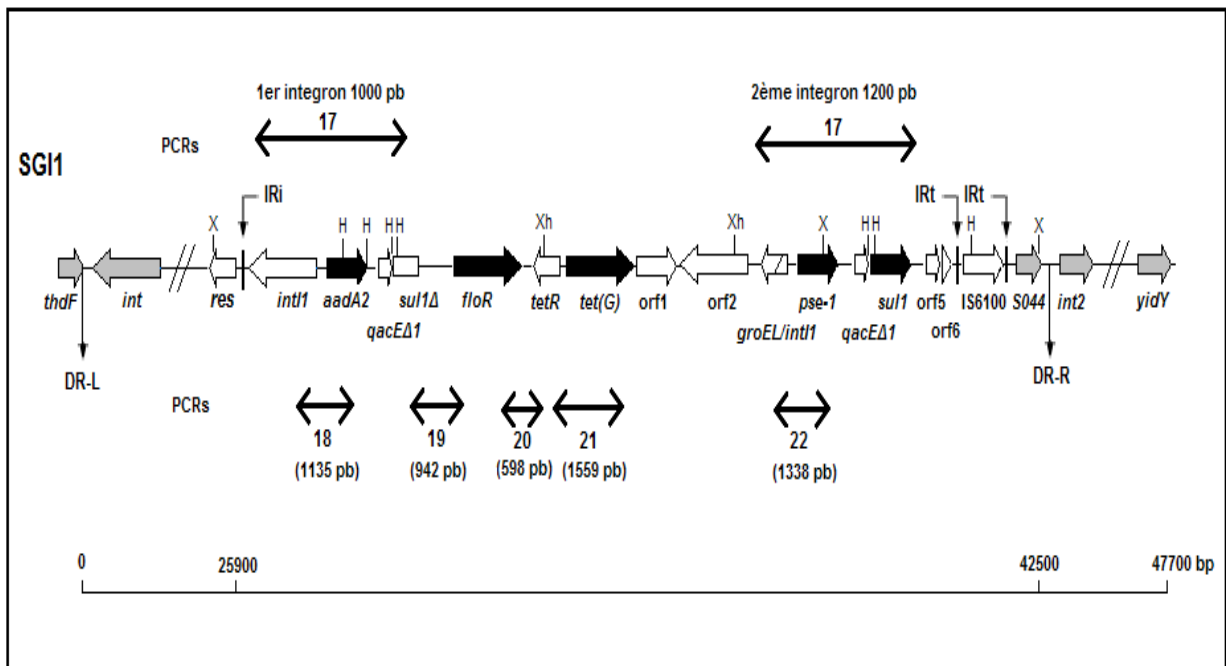 1er integron 1000 pb 2ème integron 1200 pb
17 17
PCRs
SGI1
IRi IRt IRt
X H H H H Xh Xh X H H H X
thdF int res intI1 aadA2 sul1Δ floR tetR tet(G) orf1 orf2 pse-1 sul1 orf5 IS6100 S044 int2 yidY
qacEΔ1 groEL/intI1 qacEΔ1 orf6
DR-L DR-R
PCRs
18 19 20 21 22
(1135 pb) (942 pb) (598 pb) (1559 pb) (1338 pb)
0 25900 42500 47700 bp